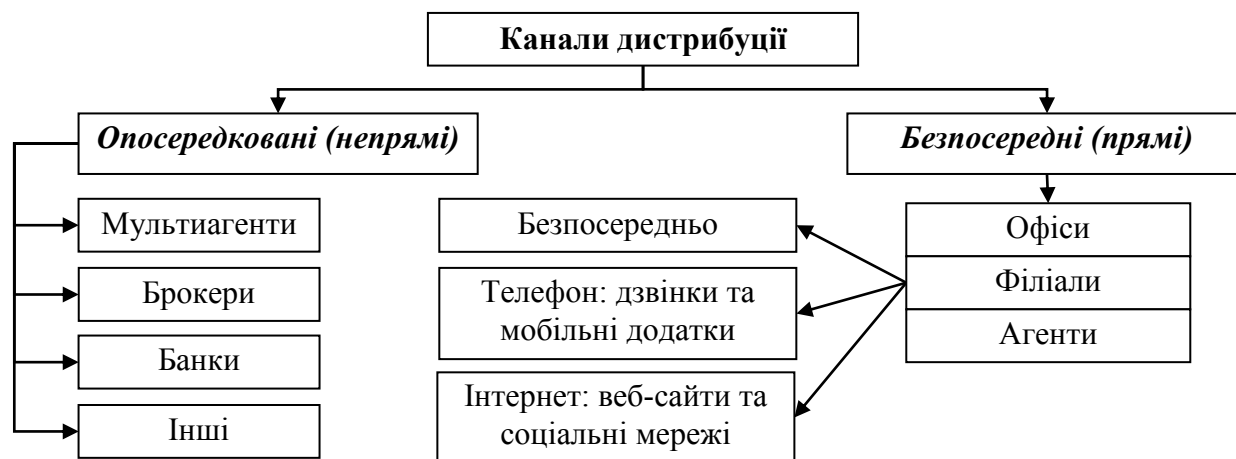 Канали дистрибуції
Опосередковані (непрямі)
Мультиагенти
Брокери
Банки
Інші
Безпосередні (прямі)
Офіси
Філіали
Агенти
Безпосередньо
Телефон: дзвінки та
мобільні додатки
Інтернет: веб-сайти та
соціальні мережі